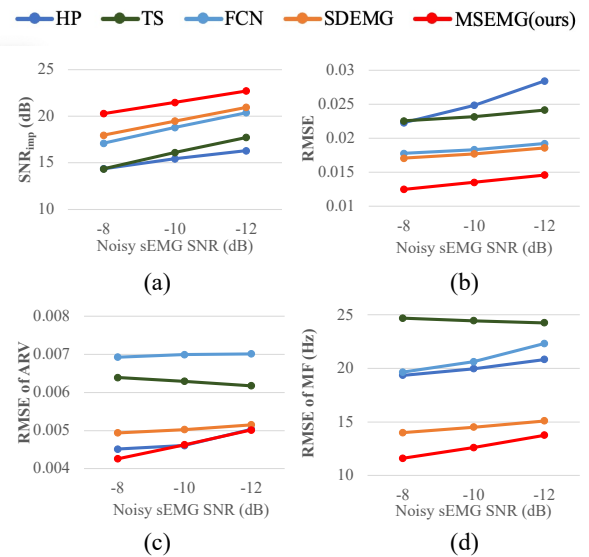 HP TS FCN SDEMG MSEMG(ours)
25
20
15
10
SNRimp (dB)
-8 -10 -12
Noisy sEMG SNR (dB)
(a)
0.03
0.025
0.02
0.015
0.01
RMSE
-8 -10 -12
Noisy sEMG SNR (dB)
(b)
0.008
0.007
0.006
0.005
0.004
RMSE of ARV
-8 -10 -12
Noisy sEMG SNR (dB)
(c)
25
20
15
10
RMSE of MF (Hz)
-8 -10 -12
Noisy sEMG SNR (dB)
(d)